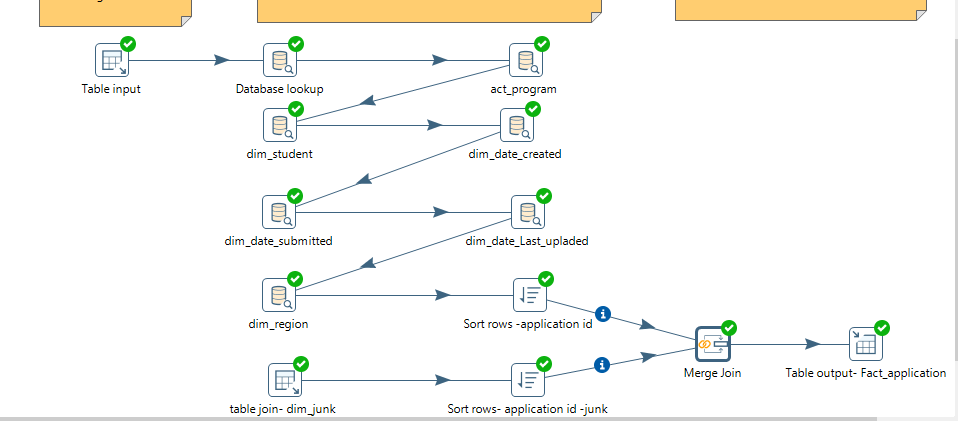 Table input
Database lookup
act_program
dim_student
dim_date_created
dim_date_submitted
dim_date_Last_upladed
dim_region
Sort rows -application id
Merge Join
Table output- Fact_application
table join- dim_junk
Sort rows- application id -junk